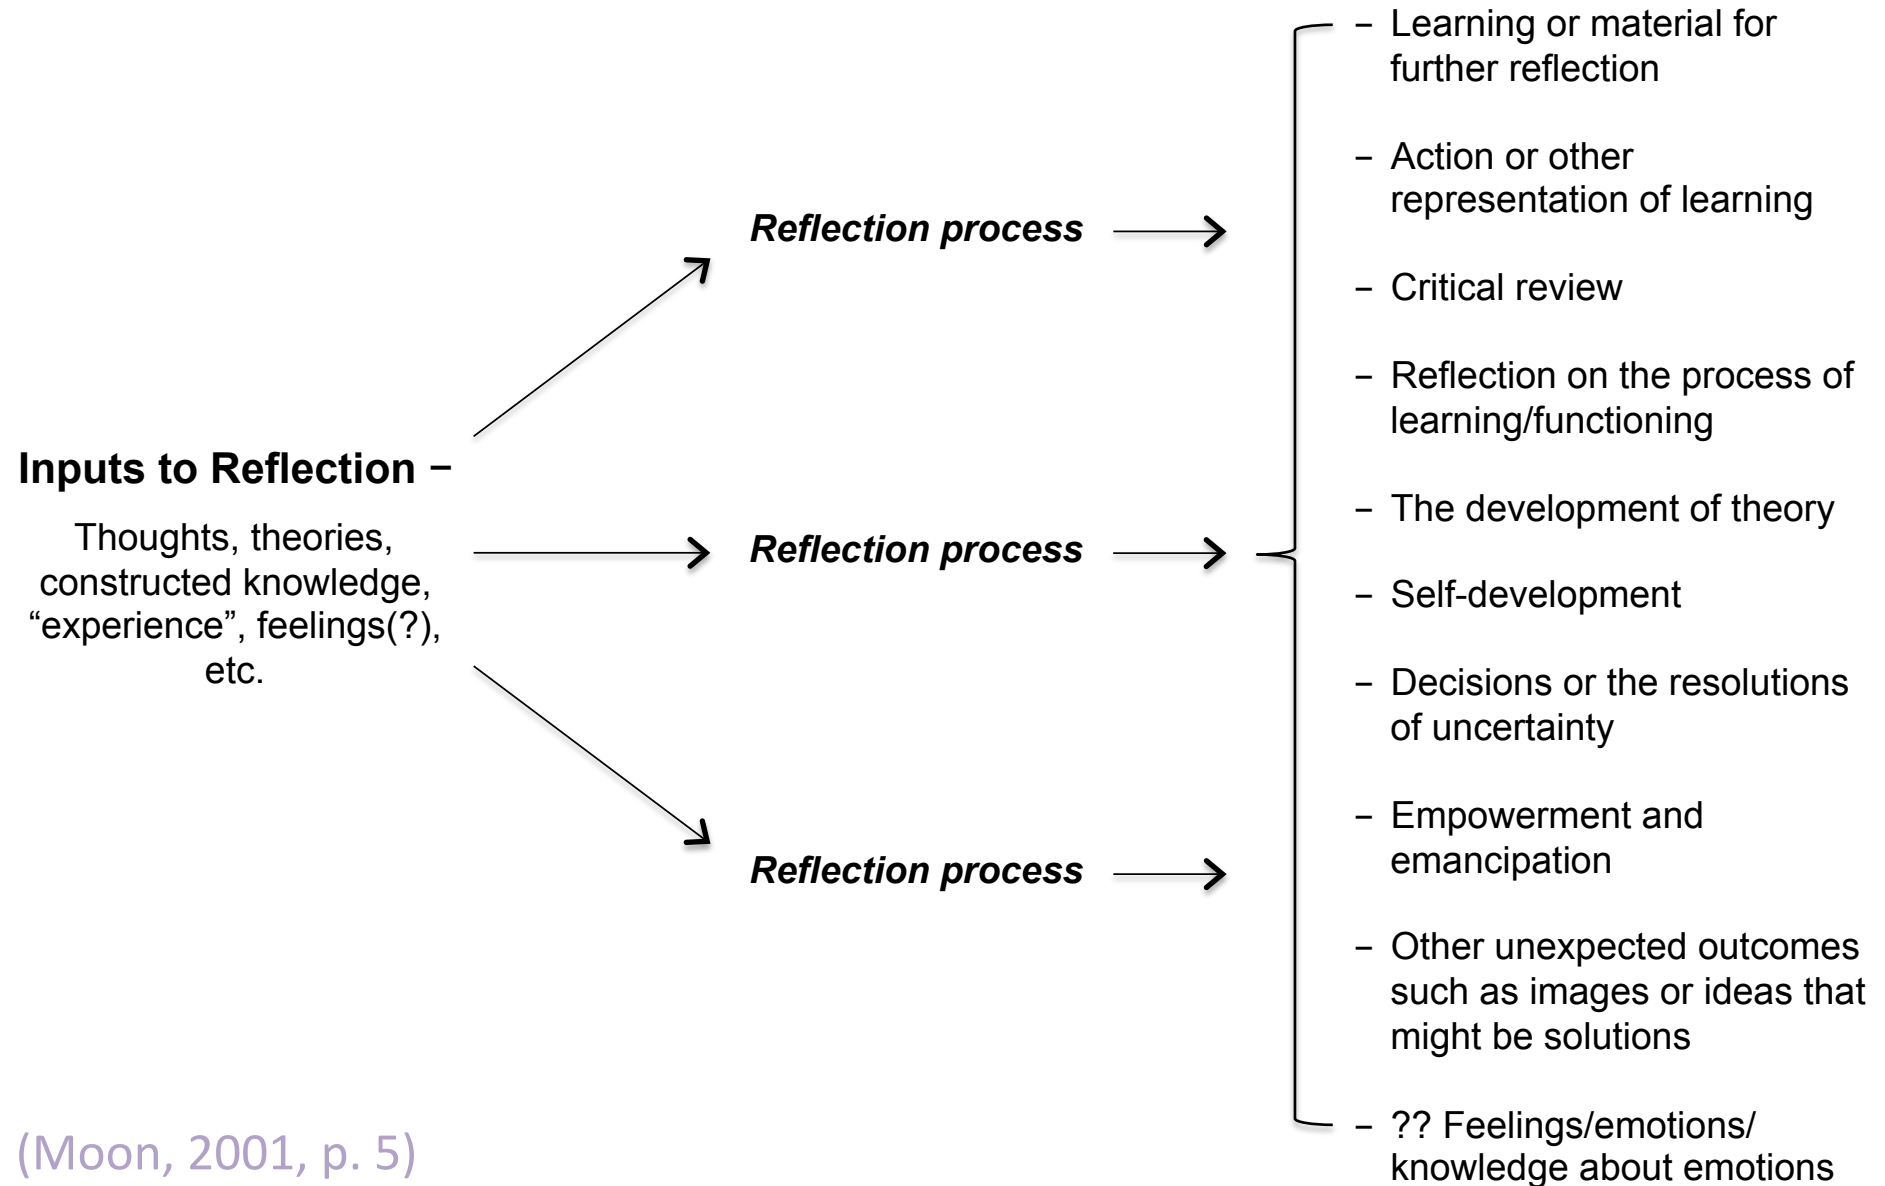 Inputs to Reflection –
Thoughts, theories,
constructed knowledge,
“experience”, feelings(?),
etc.
Reflection process
Reflection process
Reflection process
– Learning or material for
further reflection
– Action or other
representation of learning
– Critical review
– Reflection on the process of
learning/functioning
– The development of theory
– Self-development
– Decisions or the resolutions
of uncertainty
– Empowerment and
emancipation
– Other unexpected outcomes
such as images or ideas that
might be solutions
– ?? Feelings/emotions/
knowledge about emotions
(Moon, 2001, p. 5)